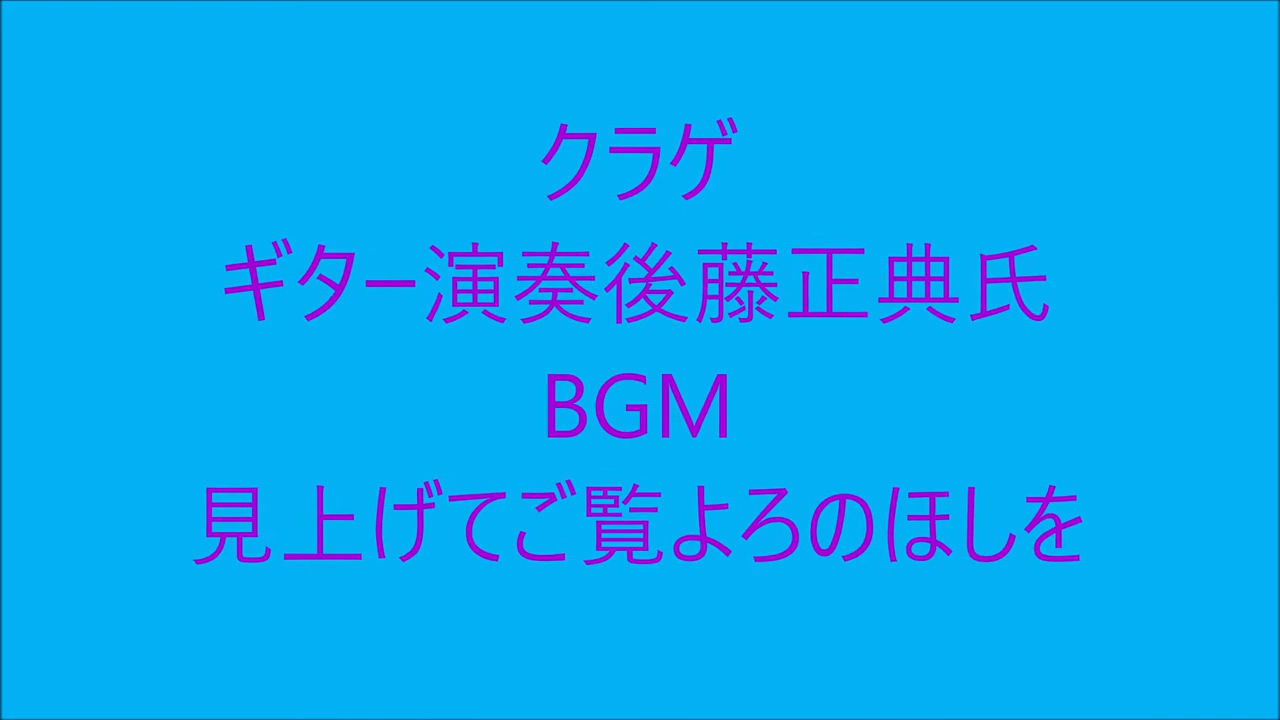 クラゲ
ギター演奏後藤正典氏
BGM
見上げてご覧よろのほしを